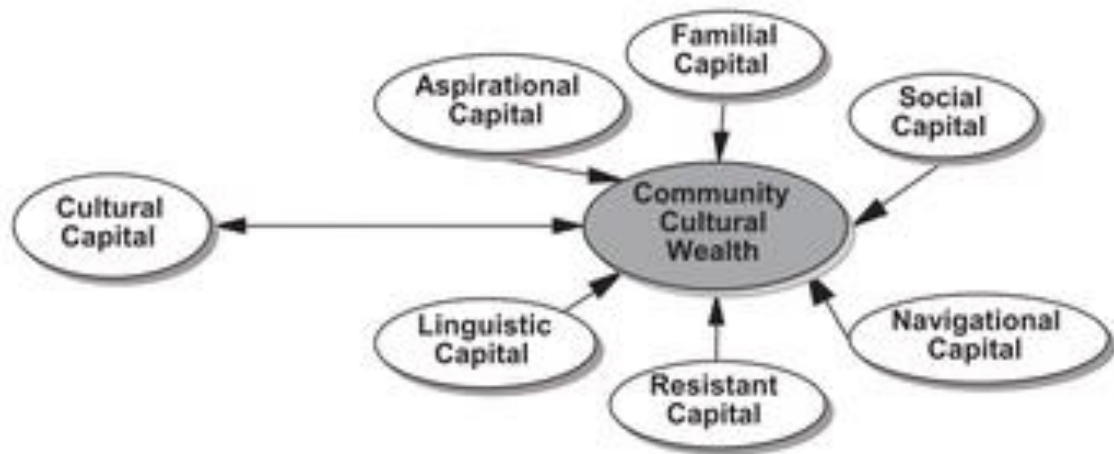 Familial
Capital
Aspirational
Capital
Social
Capital
Community
Cultural
Wealth
Cultural
Capital
Linguistic
Capital
Navigational
Capital
Resistant
Capital